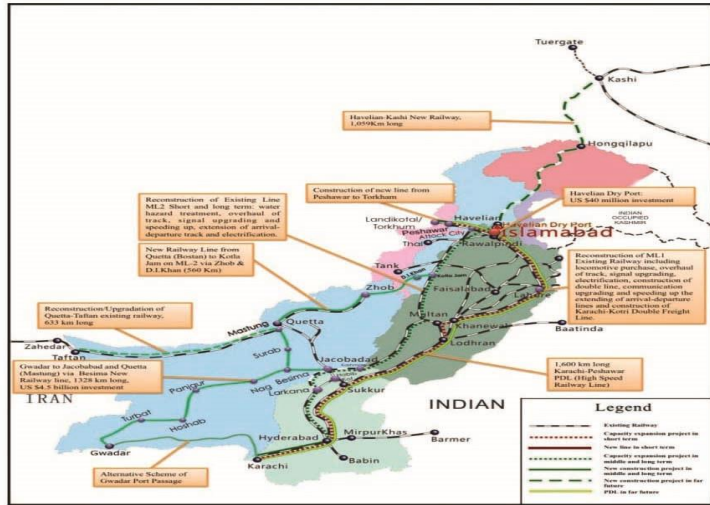 Tuergate
Kashi
Havelian-Kashi New Railway,
1,059Km long
Hongqilapu
Reconstruction of Existing Line
ML2 Short and long term: water
hazard treatment, overhaul of
track, signal upgrading and
speeding up, extension of arrival-
departure track and electrification.
Construction of new line from
Peshawar to Torkham
Havelian Dry Port:
US $40 million investment
Landikotal/
Torkhum
Havelian
Havelian Dry Port
Peshawar
Attock City
Islamabad
Rawalpindi
INDIAN
OCCUPIED
KASHMIR
Thal
New Railway Line from
Quetta (Bostan) to Kotla
Jam on ML-2 via Zhob &
D.I.Khan (560 Km)
Tank
D.I.Khan
Kotla Jam
Zhob
Faisalabad
Lahore
Reconstruction of ML1
Existing Railway including
locomotive purchase, overhaul
of track, signal upgrading,
electrification, construction of
double line, communication
upgrading and speeding up the
extending of arrival-departure
lines and construction of
Karachi-Kotri Double Freight
Line.
Reconstruction/Upgradation of
Quetta-Taftan existing railway,
633 km long
Mastung
Quetta
Multan
Khanewal
Lodhran
Baatinda
Zahedar
Taftan
Surab
Jacobabad
Gwadar to Jacobabad and Quetta
(Mastung) via Besima New
Railway line, 1328 km long,
US $4.5 billion investment
Panjgur
Nag
Besima
Larkana
Sukkur
1,600 km long
Karachi-Peshawar
PDL (High Speed
Railway Line)
IRAN
INDIAN
Turbat
Hoshab
Gwadar
Hyderabad
MirpurKhas
Barmer
Karachi
Babin
Alternative Scheme of
Gwadar Port Passage
Legend
Existing Railway
Capacity expansion project in
short term
New line in short term
Capacity expansion project in
middle and long term
New construction project in
middle and long term
New construction project in far
future
PDL in far future